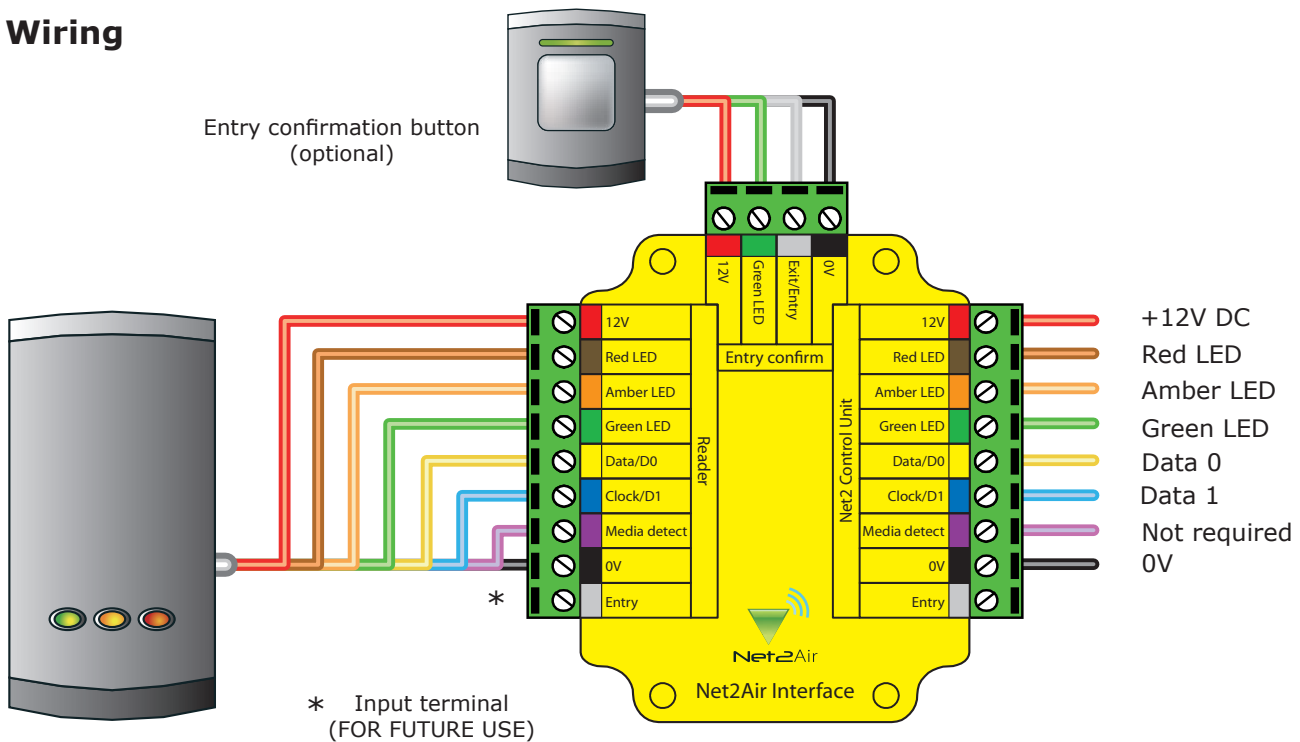 Wiring
Entry confirmation button
(optional)
12V
Green LED
Exit/Entry
0V
Entry confirm
12V
Red LED
Amber LED
Green LED
Data/D0
Clock/D1
Media detect
0V
Entry
Reader
*
Net2 Control Unit
12V
Red LED
Amber LED
Green LED
Data/D0
Clock/D1
Media detect
0V
Entry
+12V DC
Red LED
Amber LED
Green LED
Data 0
Data 1
Not required
0V
Net2Air
Net2Air Interface
* Input terminal
(FOR FUTURE USE)